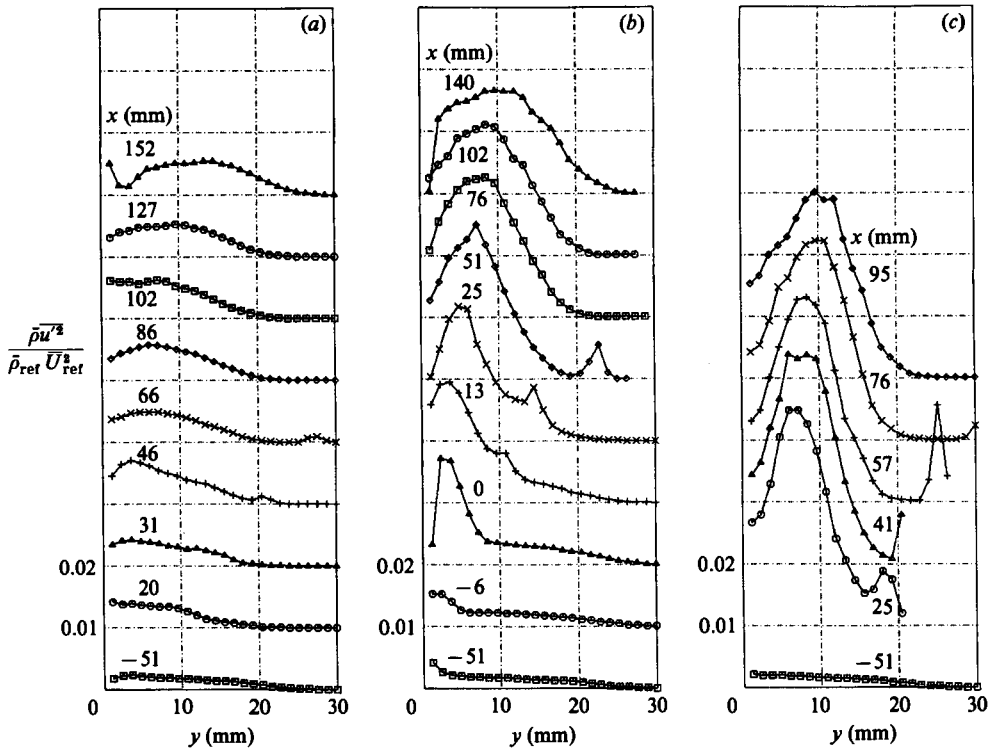 (a) (b) (c)
x (mm)
140
x (mm)
152
102
76
127
x (mm)
51
95
102
25
86
76
13
66
46
57
0
31
41
0.02 0.02 0.02
20
−6
25
0.01 0.01 0.01
−51 −51 −51
ρ̄u′²
ρ̄ref Ū²ref
0 10 20 30 0 10 20 30 0 10 20 30
y (mm) y (mm) y (mm)